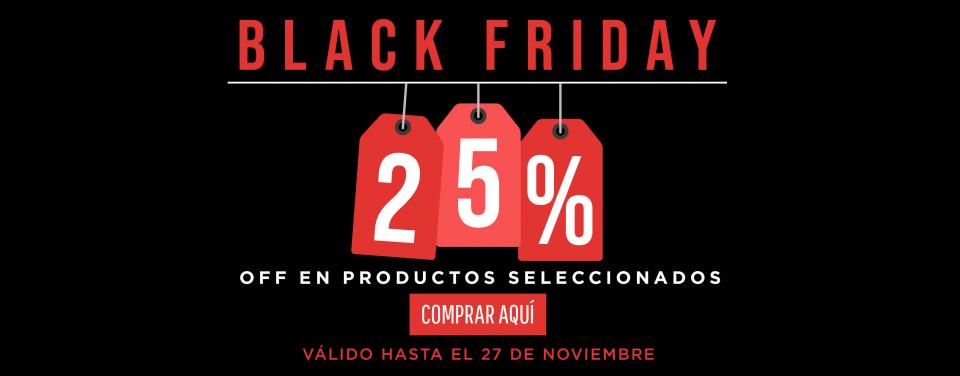 BLACK FRIDAY
25%
OFF EN PRODUCTOS SELECCIONADOS
COMPRAR AQUÍ
VÁLIDO HASTA EL 27 DE NOVIEMBRE